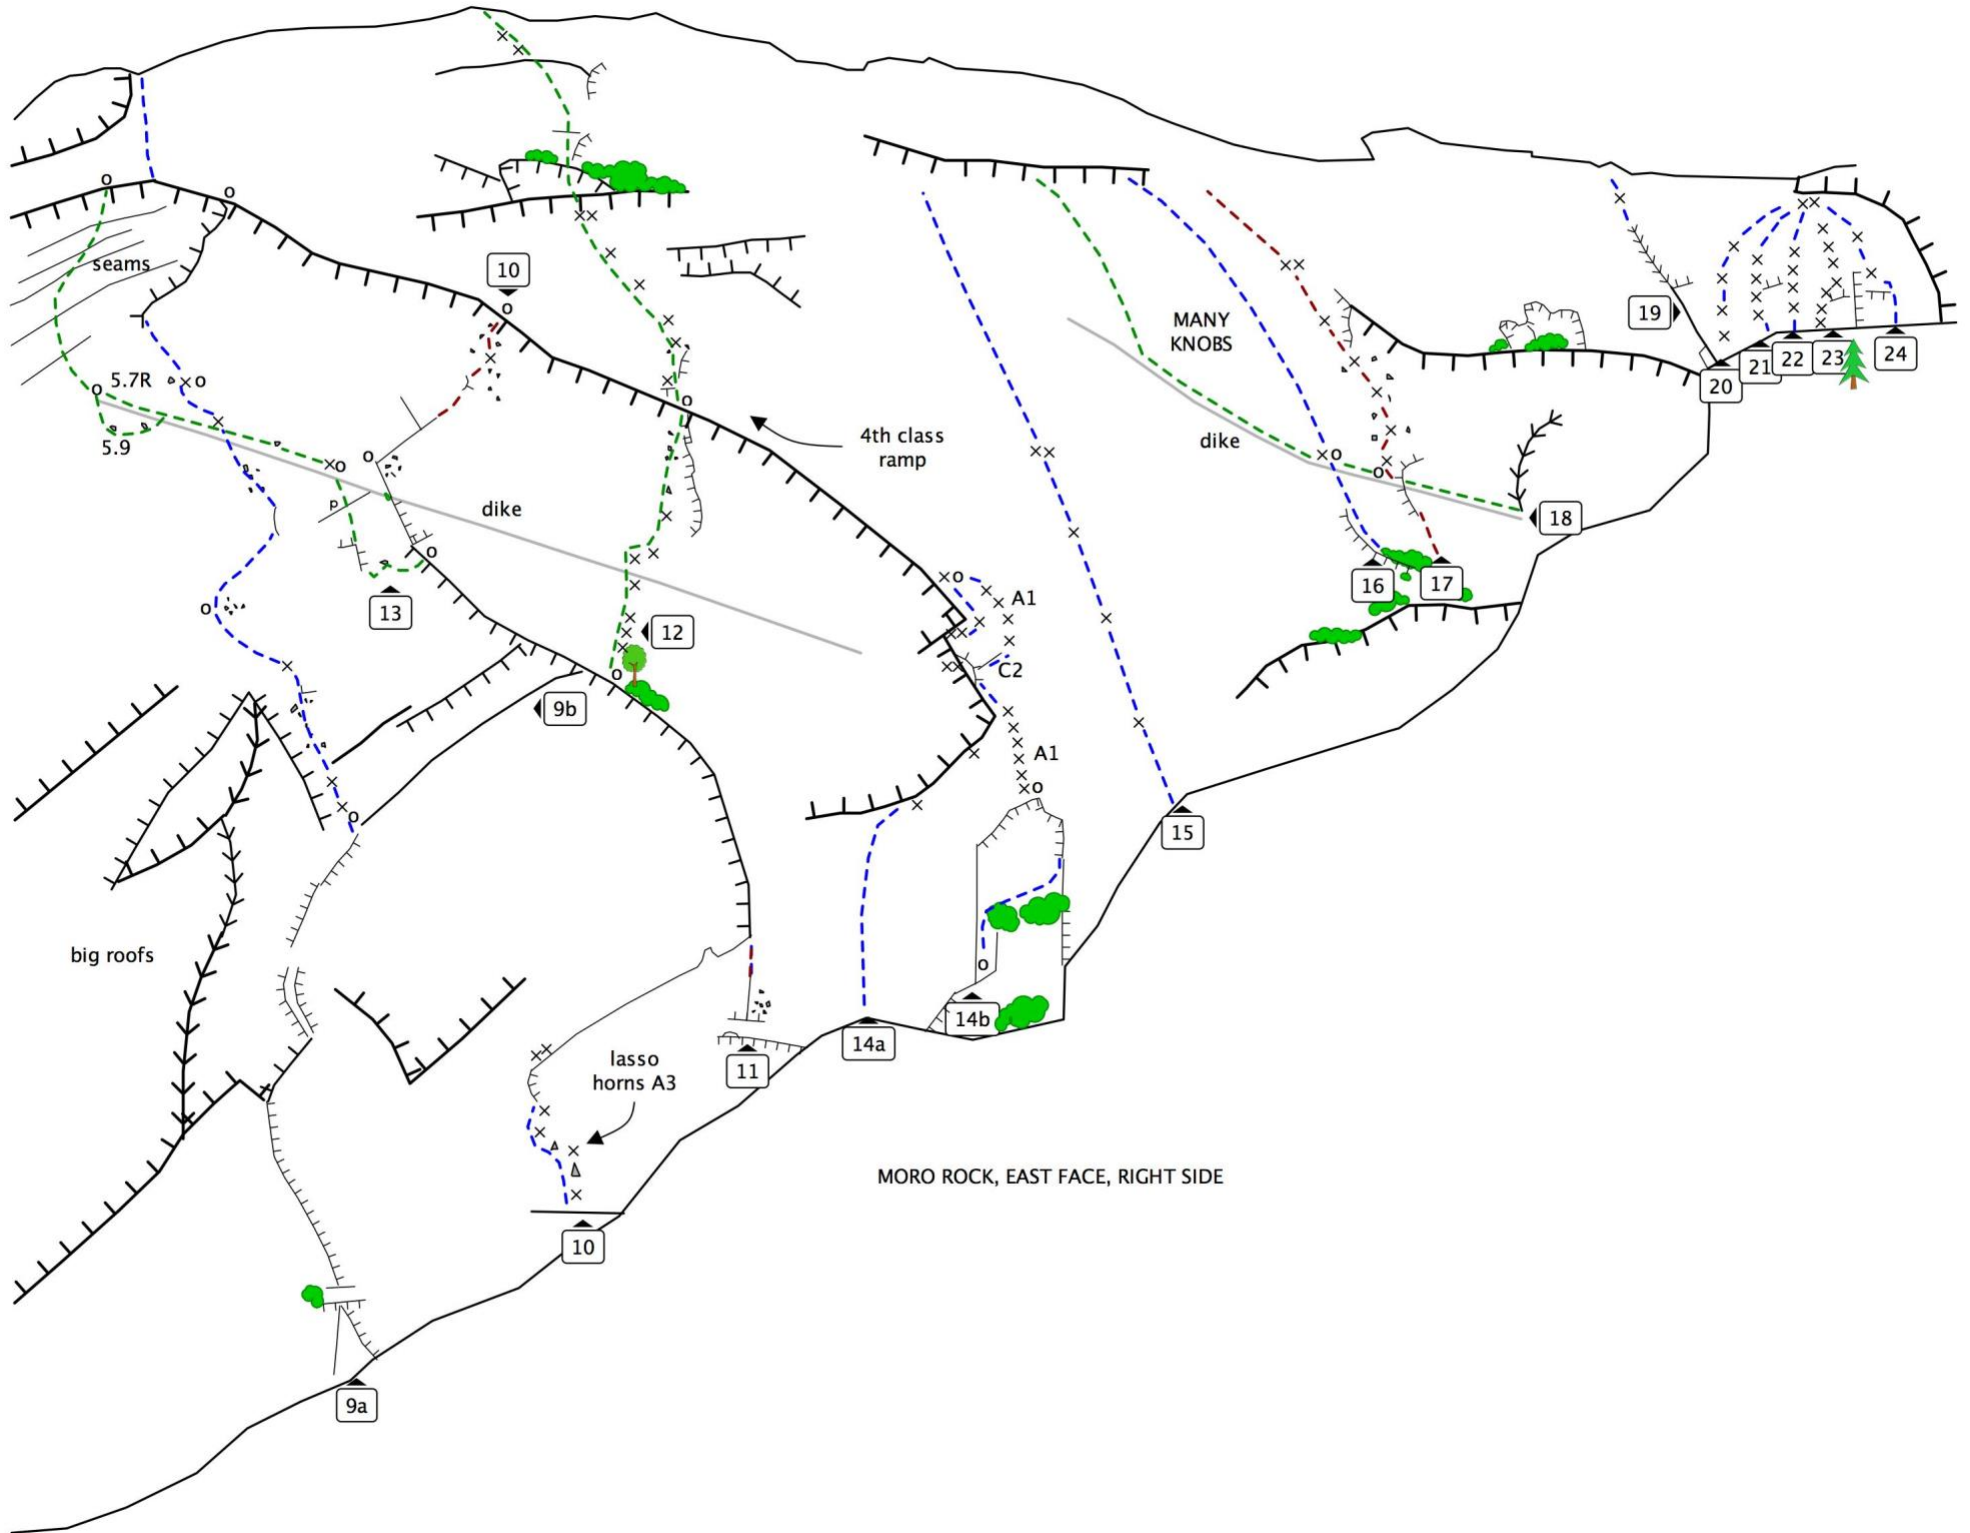 10
seams
MANY
KNOBS
19
20
21
22
23
24
5.7R
5.9
4th class
ramp
dike
p
dike
18
16
17
13
12
A1
C2
9b
A1
15
big roofs
14b
14a
11
lasso
horns A3
MORO ROCK, EAST FACE, RIGHT SIDE
10
9a